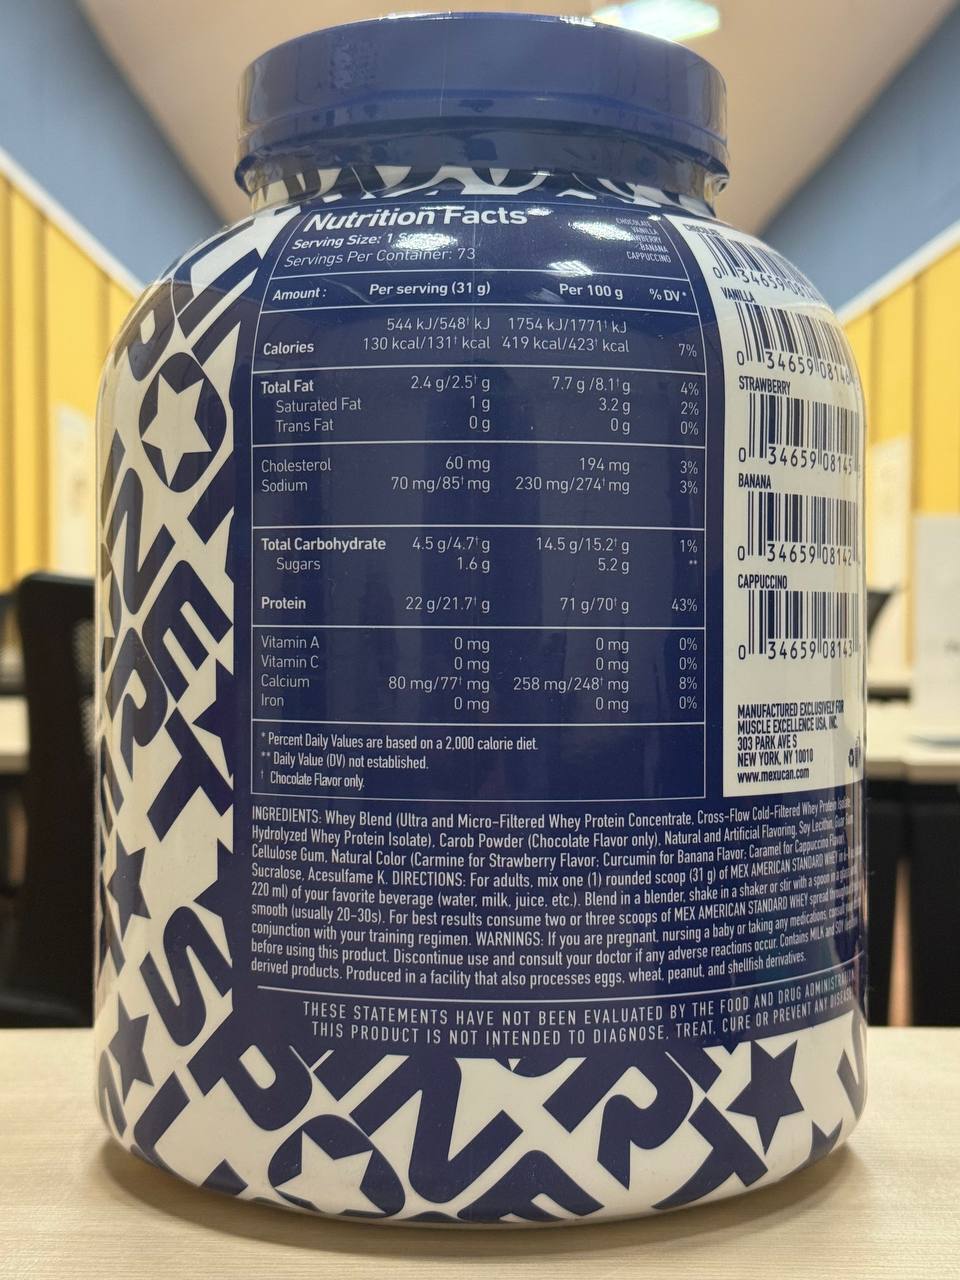 Nutrition Facts
Serving Size: 1
Servings Per Container: 73
CHOCOLATE
VANILLA
STRAWBERRY
BANANA
CAPPUCCINO
Amount: Per serving (31 g) Per 100 g % DV*
544 kJ/548† kJ 1754 kJ/1771† kJ
Calories 130 kcal/131† kcal 419 kcal/423† kcal 7%
Total Fat 2.4 g/2.5† g 7.7 g /8.1† g 4%
Saturated Fat 1 g 3.2 g 2%
Trans Fat 0 g 0 g 0%
Cholesterol 60 mg 194 mg 3%
Sodium 70 mg/85† mg 230 mg/274† mg 3%
Total Carbohydrate 4.5 g/4.7† g 14.5 g/15.2† g 1%
Sugars 1.6 g 5.2 g **
Protein 22 g/21.7† g 71 g/70† g 43%
Vitamin A 0 mg 0 mg 0%
Vitamin C 0 mg 0 mg 0%
Calcium 80 mg/77† mg 258 mg/248† mg 8%
Iron 0 mg 0 mg 0%
* Percent Daily Values are based on a 2,000 calorie diet.
** Daily Value (DV) not established.
† Chocolate Flavor only.
CHOCOLATE
0 34659 081
VANILLA
0 34659 0814
STRAWBERRY
0 34659 08145
BANANA
0 34659 08142
CAPPUCCINO
0 34659 08143
MANUFACTURED EXCLUSIVELY FOR
MUSCLE EXCELLENCE USA, INC.
303 PARK AVE S
NEW YORK, NY 10010
www.mexucan.com
INGREDIENTS: Whey Blend (Ultra and Micro-Filtered Whey Protein Concentrate, Cross-Flow Cold-Filtered Whey Protein Isolate,
Hydrolyzed Whey Protein Isolate), Carob Powder (Chocolate Flavor only), Natural and Artificial Flavoring, Soy Lecithin, Guar Gum,
Cellulose Gum, Natural Color (Carmine for Strawberry Flavor; Curcumin for Banana Flavor; Caramel for Cappuccino Flavor),
Sucralose, Acesulfame K. DIRECTIONS: For adults, mix one (1) rounded scoop (31 g) of MEX AMERICAN STANDARD WHEY
220 ml) of your favorite beverage (water, milk, juice, etc.). Blend in a blender, shake in a shaker or stir with a spoon in a
smooth (usually 20-30s). For best results consume two or three scoops of MEX AMERICAN STANDARD WHEY spread
conjunction with your training regimen. WARNINGS: If you are pregnant, nursing a baby or taking any medications, consult
before using this product. Discontinue use and consult your doctor if any adverse reactions occur. Contains MILK and SOY
derived products. Produced in a facility that also processes eggs, wheat, peanut, and shellfish derivatives.
THESE STATEMENTS HAVE NOT BEEN EVALUATED BY THE FOOD AND DRUG ADMINISTRATION
THIS PRODUCT IS NOT INTENDED TO DIAGNOSE, TREAT, CURE OR PREVENT ANY DISEASE